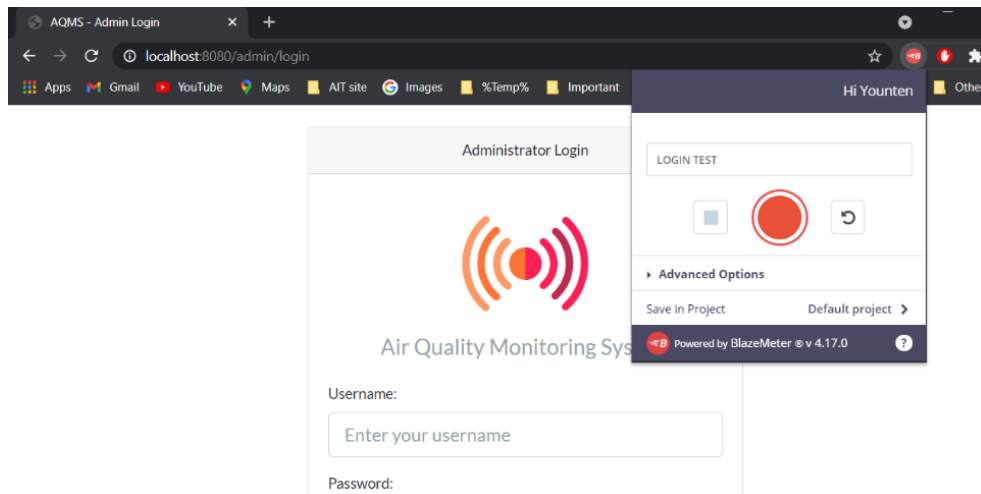 AQMS - Admin Login
localhost:8080/admin/login
Apps Gmail YouTube Maps AIT site Images %Temp% Important
Hi Younten
Othe
Administrator Login
LOGIN TEST
Advanced Options
Save in Project Default project
Powered by BlazeMeter ® v 4.17.0 ?
Air Quality Monitoring Sys
Username:
Enter your username
Password: